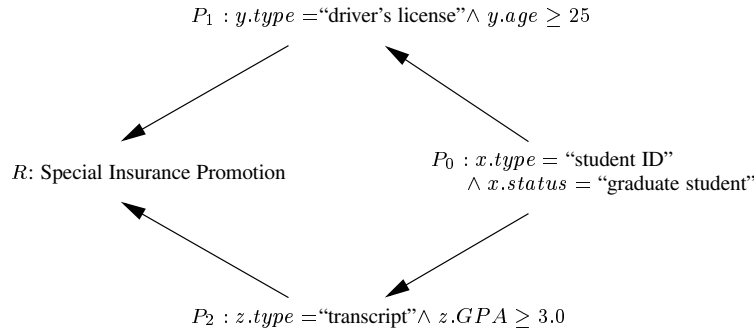 P₁ : y.type =“driver’s license”∧ y.age ≥ 25
R: Special Insurance Promotion
P₀ : x.type = “student ID”
∧ x.status = “graduate student”
P₂ : z.type =“transcript”∧ z.GPA ≥ 3.0